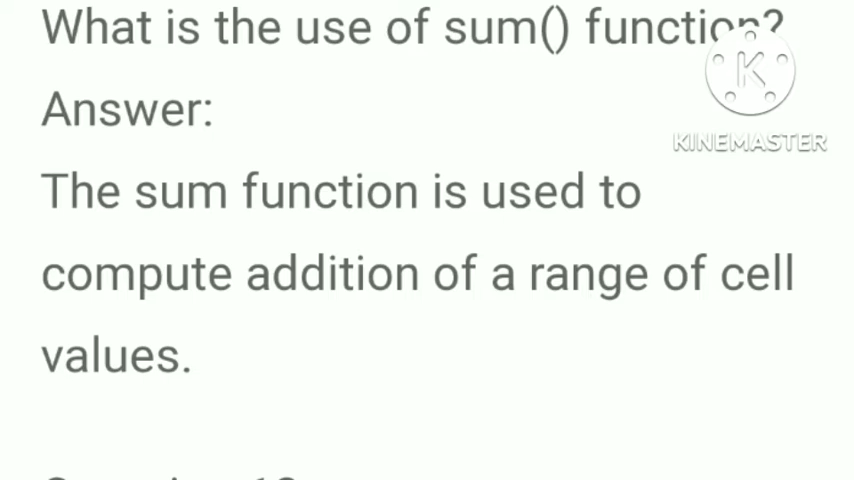 What is the use of sum() function?
KINEMASTER
Answer:
The sum function is used to
compute addition of a range of cell
values.